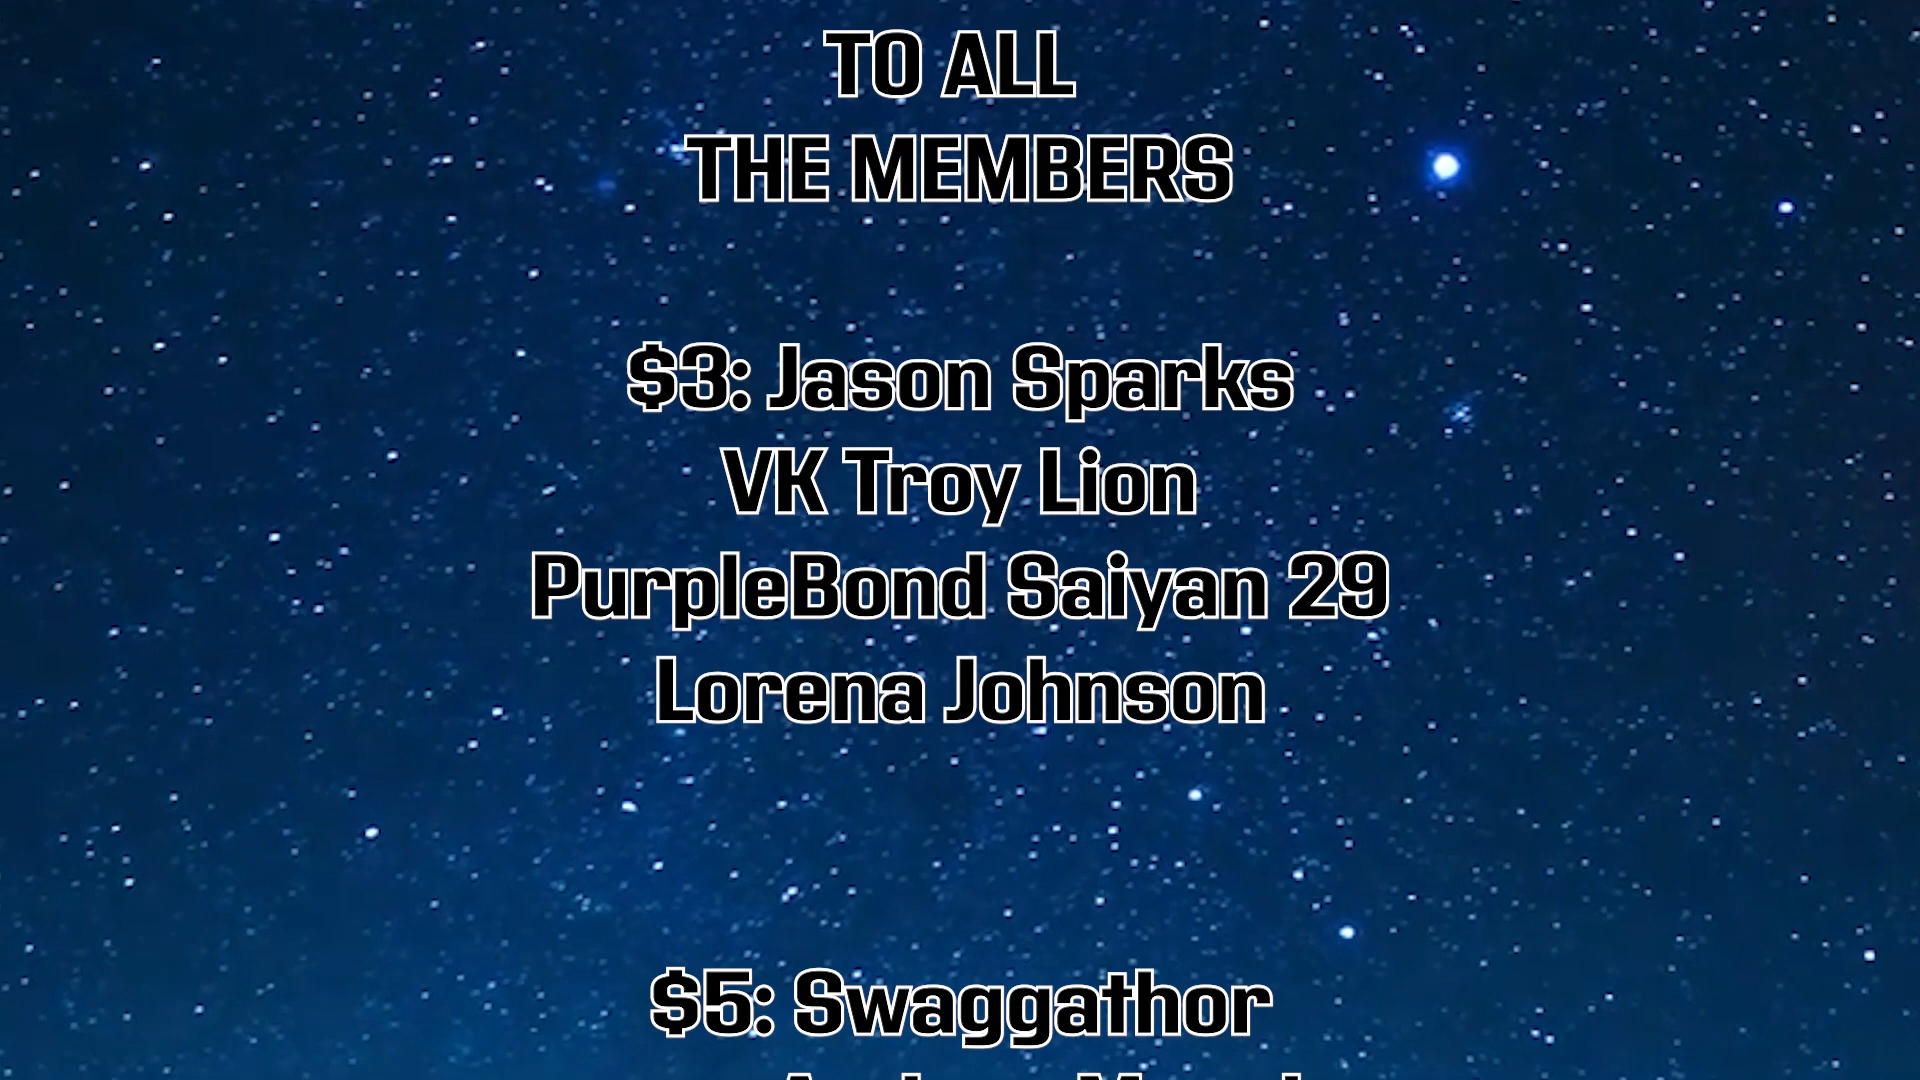 TO ALL
THE MEMBERS
$3: Jason Sparks
VK Troy Lion
PurpleBond Saiyan 29
Lorena Johnson
$5: Swaggathor